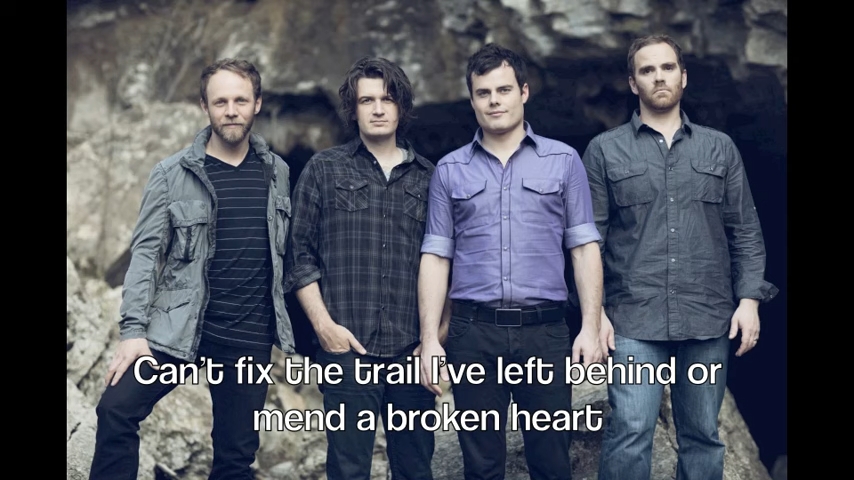 Can't fix the trail I've left behind or
mend a broken heart